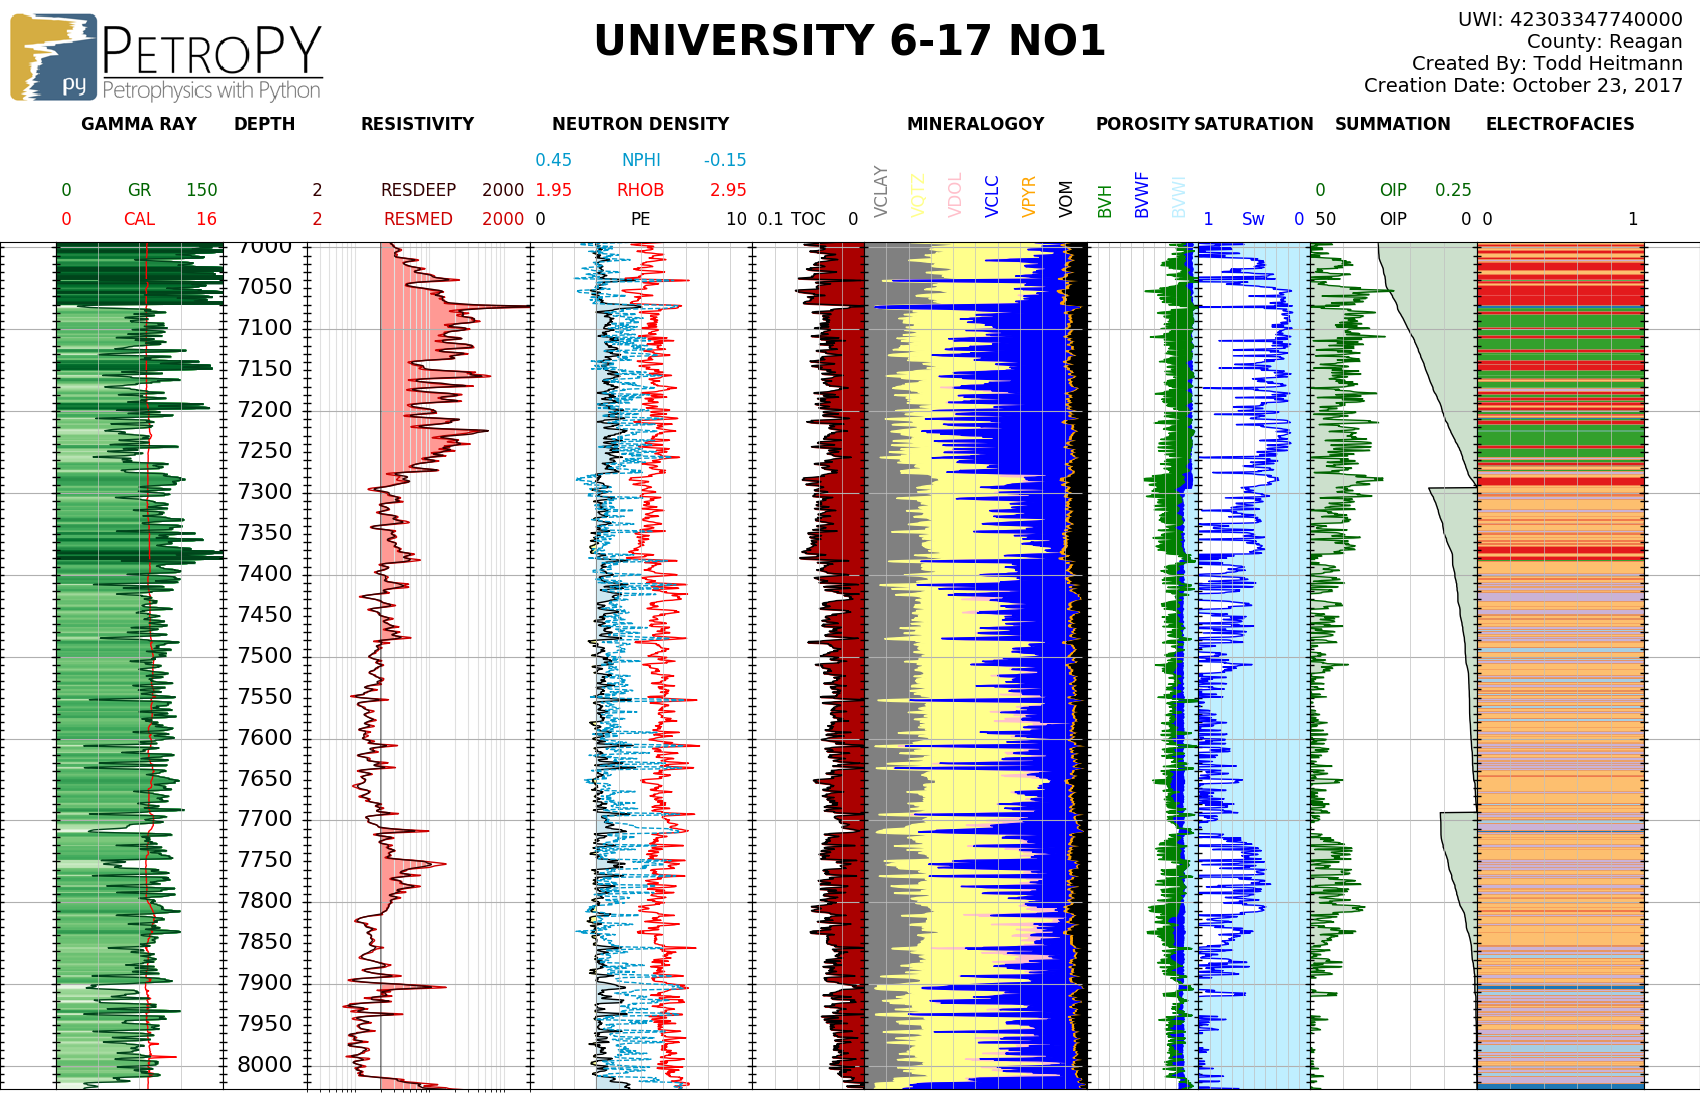 PETROPY
py
Petrophysics with Python
UNIVERSITY 6-17 NO1
UWI: 42303347740000
County: Reagan
Created By: Todd Heitmann
Creation Date: October 23, 2017
GAMMA RAY DEPTH RESISTIVITY NEUTRON DENSITY MINERALOGOY POROSITY SATURATION SUMMATION ELECTROFACIES
0.45 NPHI -0.15
0 GR 150 2 RESDEEP 2000 1.95 RHOB 2.95 0 OIP 0.25
0 CAL 16 2 RESMED 2000 0 PE 10 0.1 TOC 0 VCLAY VQTZ VDOL VCLC VPYR VOM BVH BVWF BVWI 1 Sw 0 50 OIP 0 0 1
7000
7050
7100
7150
7200
7250
7300
7350
7400
7450
7500
7550
7600
7650
7700
7750
7800
7850
7900
7950
8000